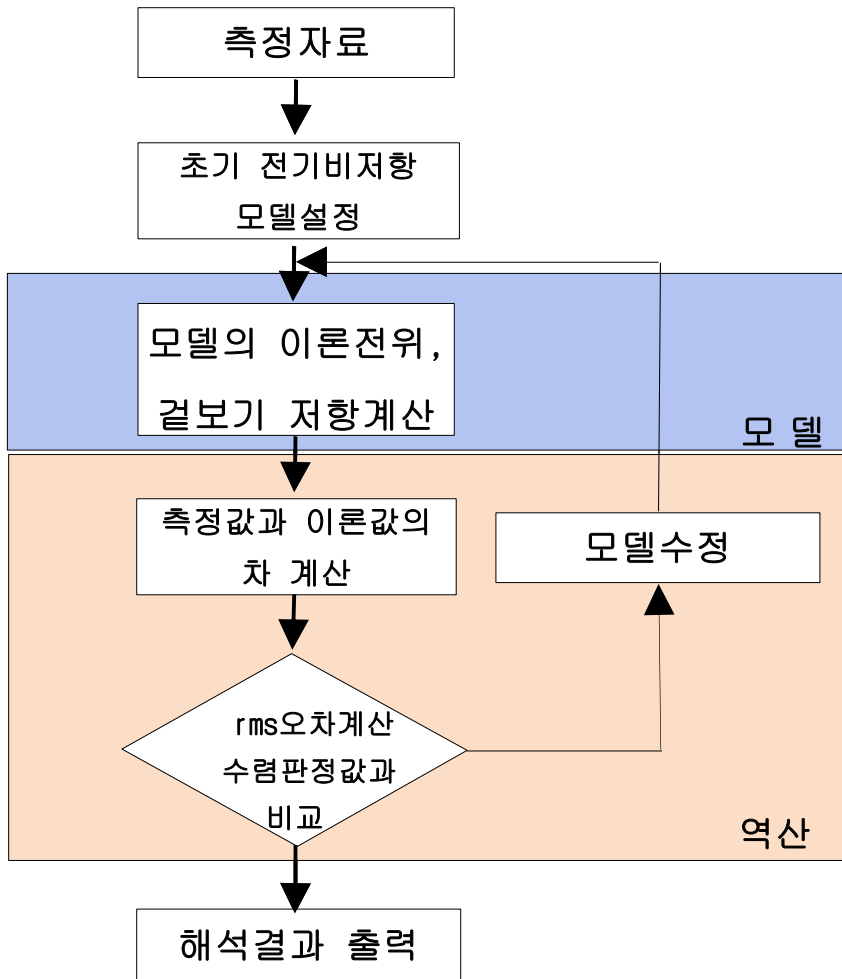 측정자료
초기 전기비저항
모델설정
모델의 이론전위,
겉보기 저항계산
모 델
측정값과 이론값의
차 계산
모델수정
rms오차계산
수렴판정값과
비교
역산
해석결과 출력